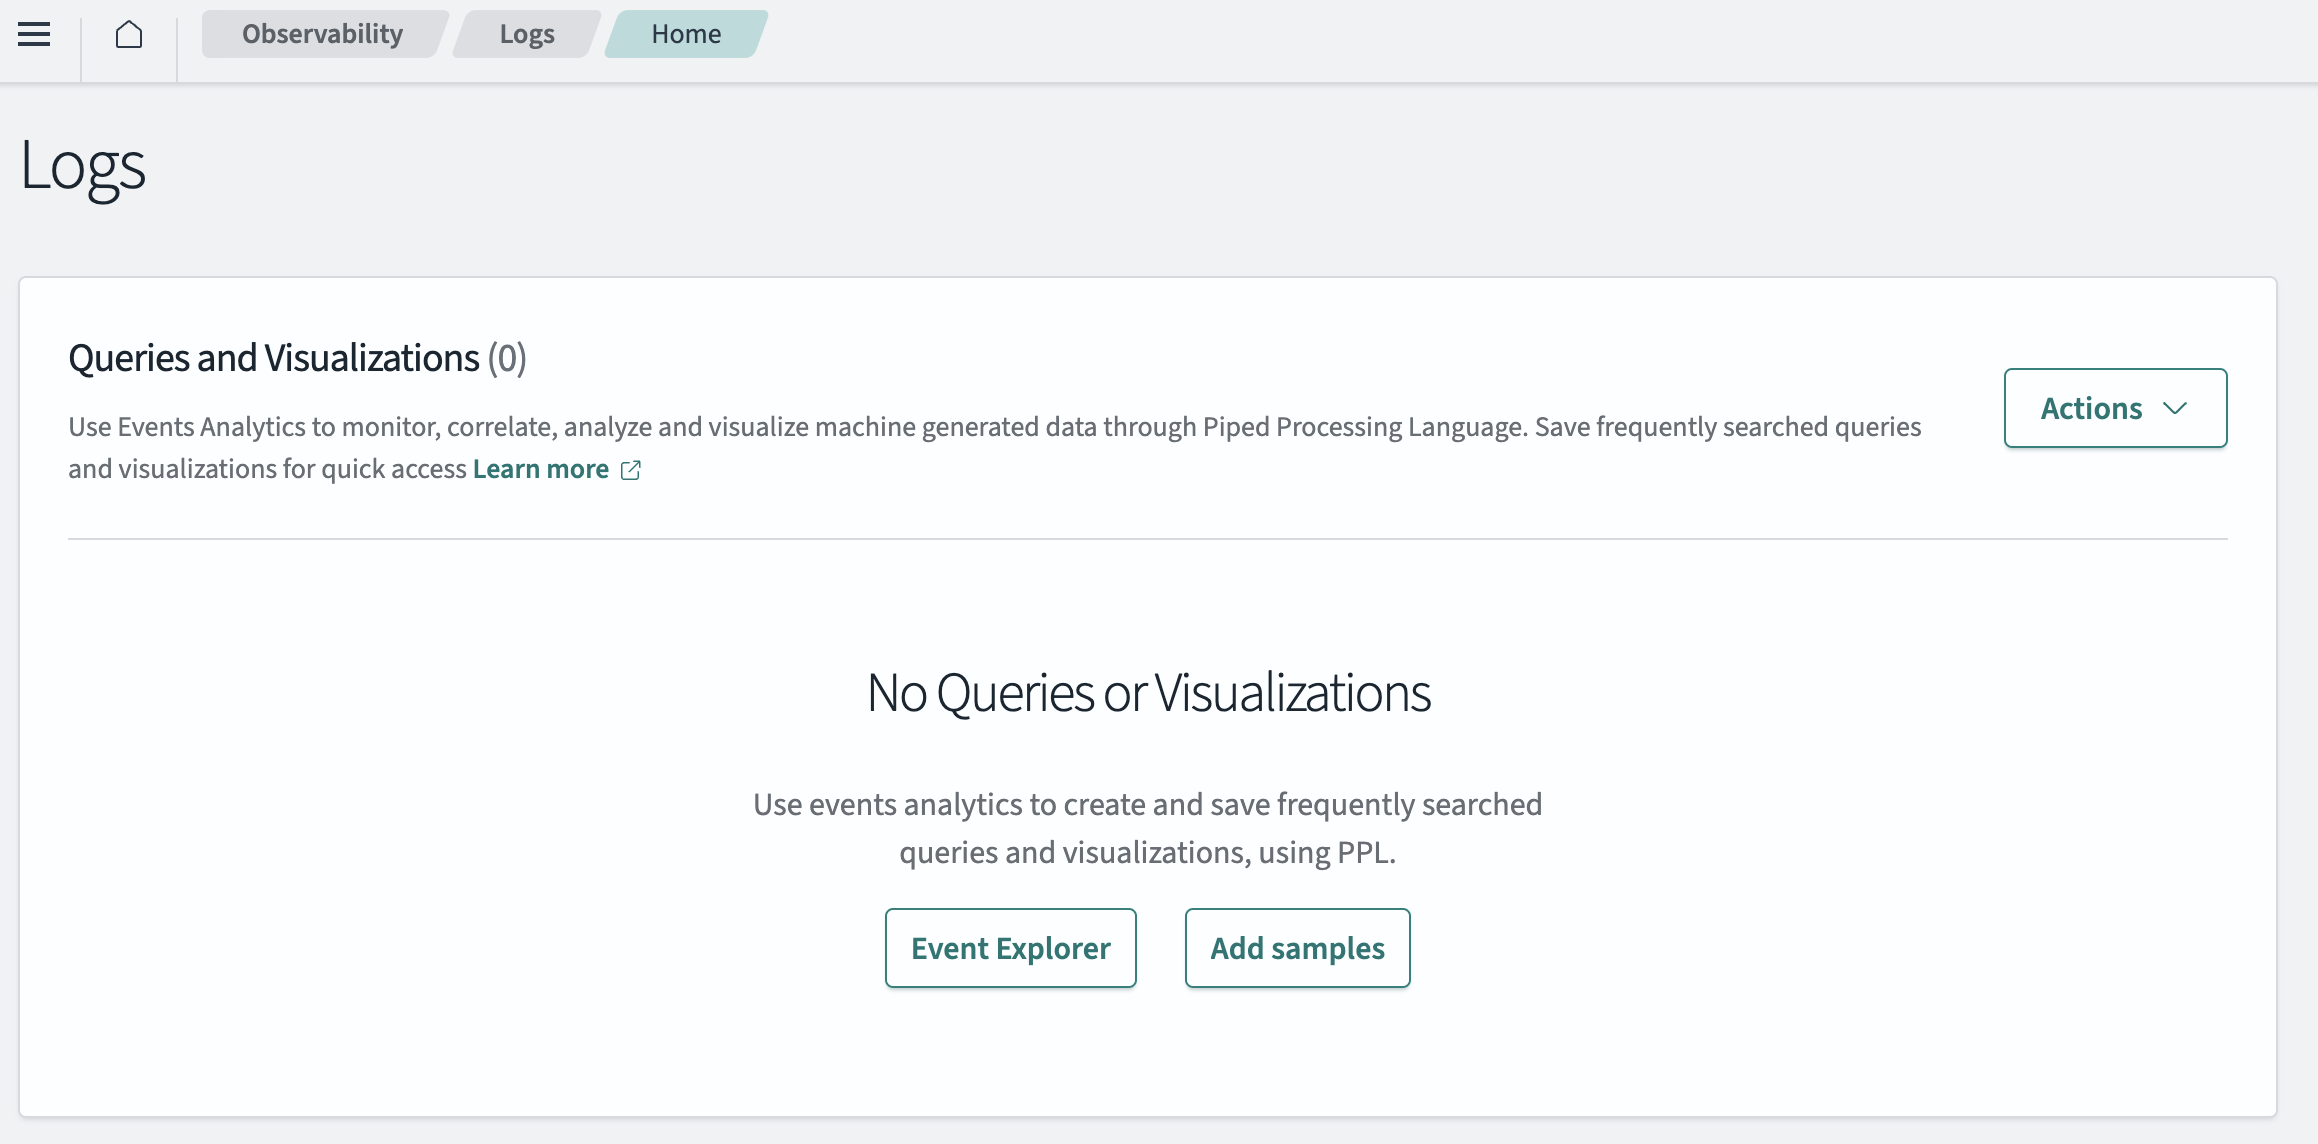 Observability Logs Home
Logs
Queries and Visualizations (0)
Use Events Analytics to monitor, correlate, analyze and visualize machine generated data through Piped Processing Language. Save frequently searched queries
and visualizations for quick access Learn more
Actions
No Queries or Visualizations
Use events analytics to create and save frequently searched
queries and visualizations, using PPL.
Event Explorer Add samples